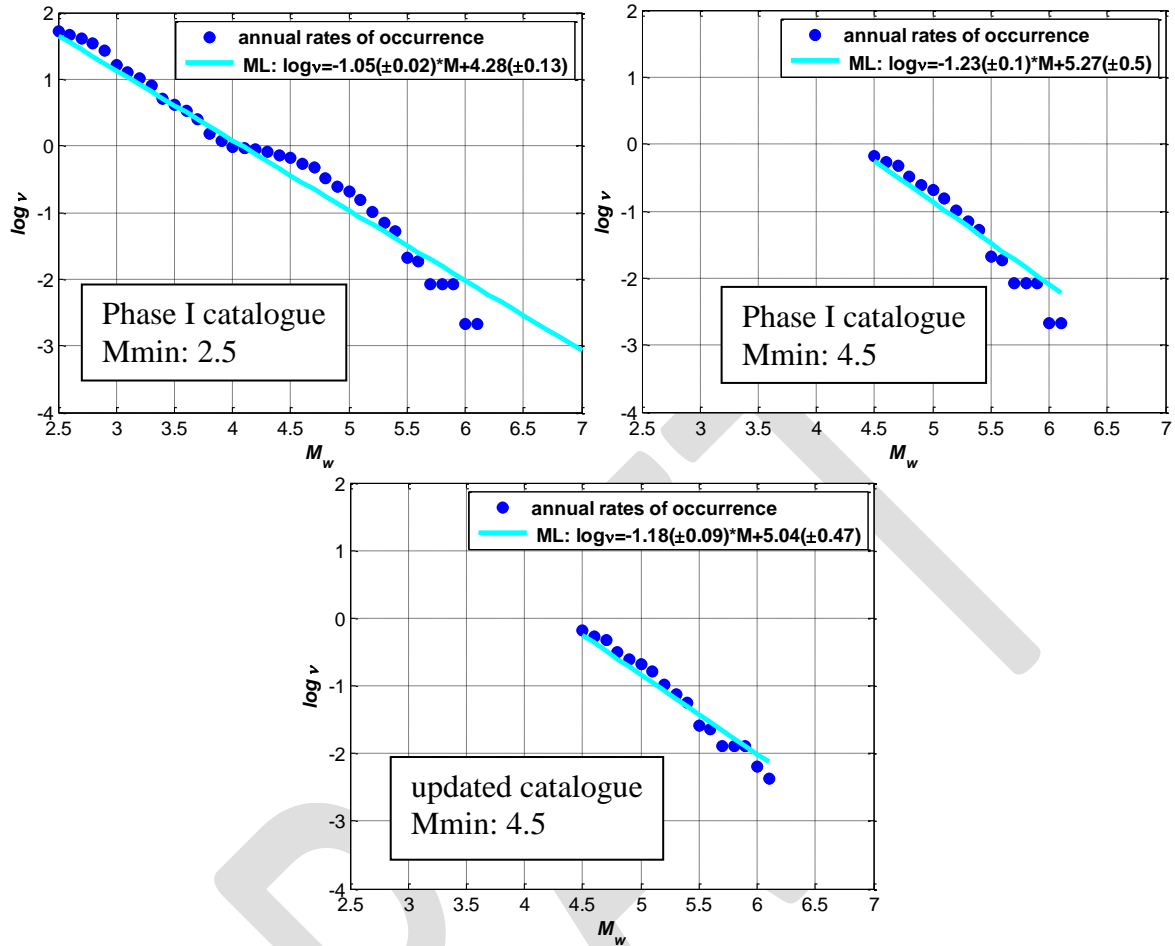 2
1
0
-1
-2
-3
-4
log ν
annual rates of occurrence
ML: logν=-1.05(±0.02)*M+4.28(±0.13)
Phase I catalogue
Mmin: 2.5
2.5 3 3.5 4 4.5 5 5.5 6 6.5 7
M_w
2
1
0
-1
-2
-3
-4
log ν
annual rates of occurrence
ML: logν=-1.23(±0.1)*M+5.27(±0.5)
Phase I catalogue
Mmin: 4.5
2.5 3 3.5 4 4.5 5 5.5 6 6.5 7
M_w
2
1
0
-1
-2
-3
-4
log ν
annual rates of occurrence
ML: logν=-1.18(±0.09)*M+5.04(±0.47)
updated catalogue
Mmin: 4.5
2.5 3 3.5 4 4.5 5 5.5 6 6.5 7
M_w